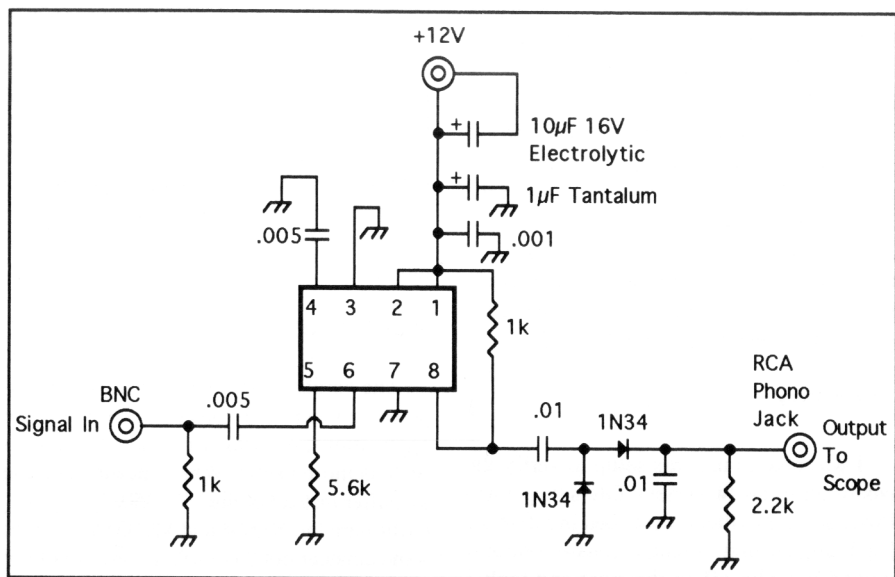 +12V
+
10µF 16V
Electrolytic
+
1µF Tantalum
.005
.001
4 3 2 1
1k
5 6 7 8
BNC
.005
Signal In
RCA
Phono
Jack
.01
1N34
Output
To
Scope
1k
5.6k
1N34
.01
2.2k